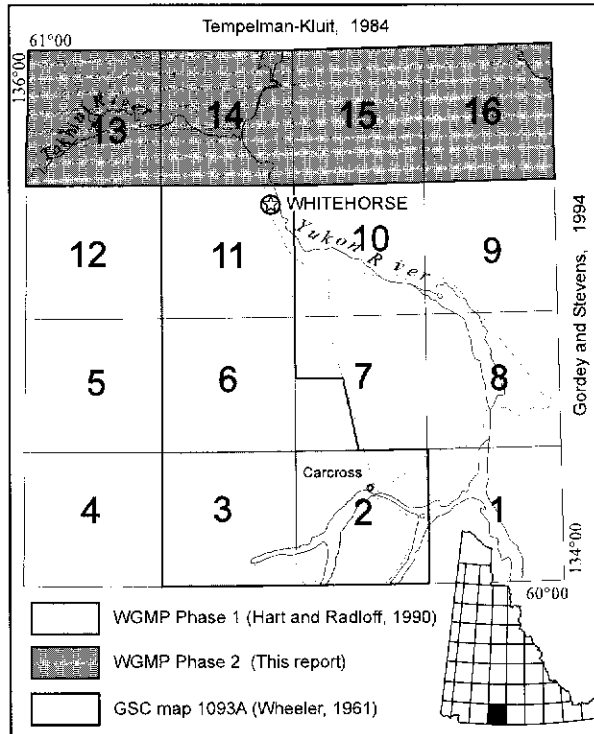 Tempelman-Kluit, 1984
61°00
136°00
13
14
15
16
WHITEHORSE
Yukon River
12
11
10
9
Gordey and Stevens, 1994
5
6
7
8
Carcross
4
3
2
1
134°00
60°00
WGMP Phase 1 (Hart and Radloff, 1990)
WGMP Phase 2 (This report)
GSC map 1093A (Wheeler, 1961)